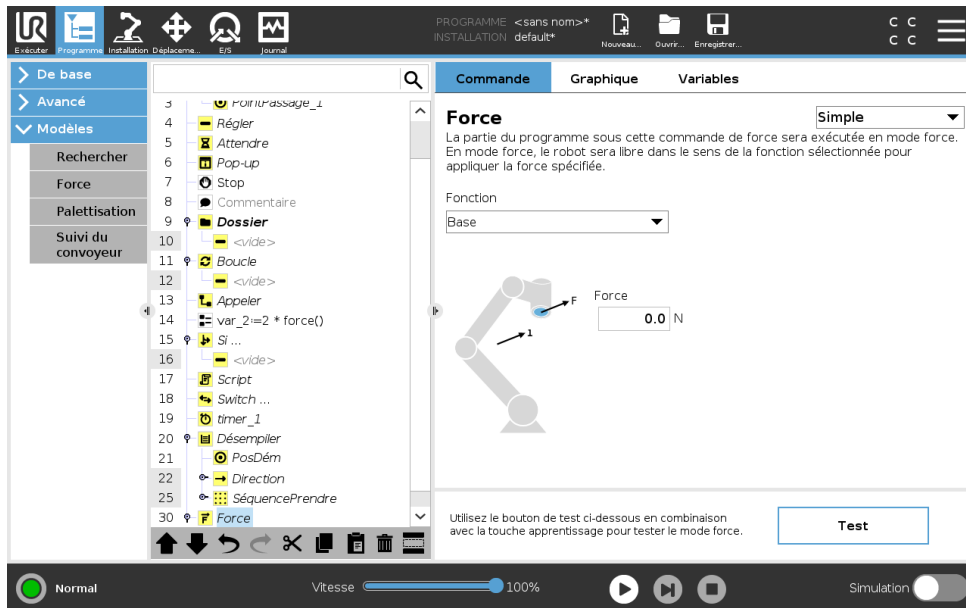 UR
PROGRAMME <sans nom>*
INSTALLATION default*
C C
C C
Exécuter Programme Installation Déplaceme... E/S Journal Nouveau... Ouvrir... Enregistrer...
De base
Avancé
Modèles
Rechercher
Force
Palettisation
Suivi du
convoyeur
3 PointPassage_1
4 Régler
5 Attendre
6 Pop-up
7 Stop
8 Commentaire
9 Dossier
10 <vide>
11 Boucle
12 <vide>
13 Appeler
14 var_2:=2 * force()
15 Si ...
16 <vide>
17 Script
18 Switch ...
19 timer_1
20 Désempiler
21 PosDém
22 Direction
25 SéquencePrendre
30 Force
Commande Graphique Variables
Force
Simple
La partie du programme sous cette commande de force sera exécutée en mode force.
En mode force, le robot sera libre dans le sens de la fonction sélectionnée pour
appliquer la force spécifiée.
Fonction
Base
F
1
Force
0.0 N
Utilisez le bouton de test ci-dessous en combinaison
avec la touche apprentissage pour tester le mode force.
Test
Normal
Vitesse 100%
Simulation